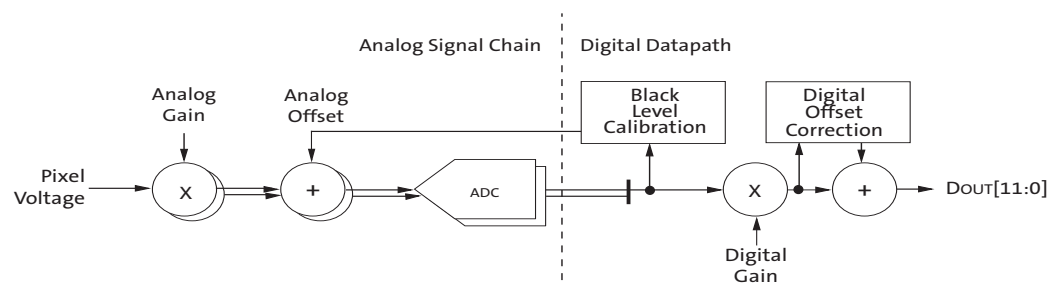 Analog Signal Chain
Digital Datapath
Analog
Gain
Analog
Offset
Black
Level
Calibration
Digital
Offset
Correction
Pixel
Voltage
X
+
ADC
X
+
DOUT[11:0]
Digital
Gain